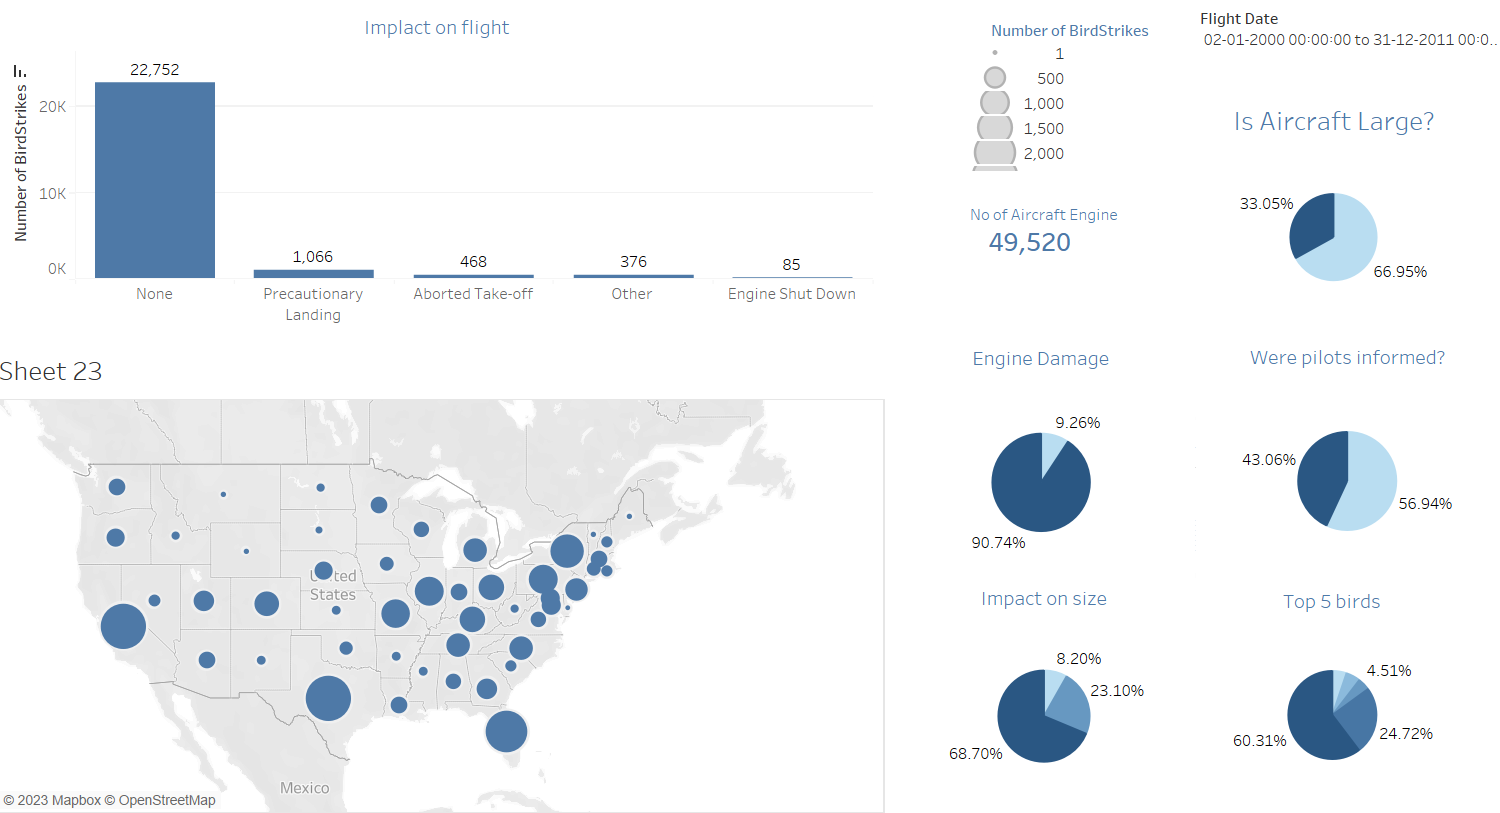 Implact on flight
Number of BirdStrikes
20K
10K
0K
22,752
1,066
468
376
85
None
Precautionary
Landing
Aborted Take-off
Other
Engine Shut Down
Number of BirdStrikes
1
500
1,000
1,500
2,000
No of Aircraft Engine
49,520
Flight Date
02-01-2000 00:00:00 to 31-12-2011 00:0..
Is Aircraft Large?
33.05%
66.95%
Sheet 23
United
States
Mexico
© 2023 Mapbox © OpenStreetMap
Engine Damage
9.26%
90.74%
Were pilots informed?
43.06%
56.94%
Impact on size
8.20%
23.10%
68.70%
Top 5 birds
4.51%
24.72%
60.31%